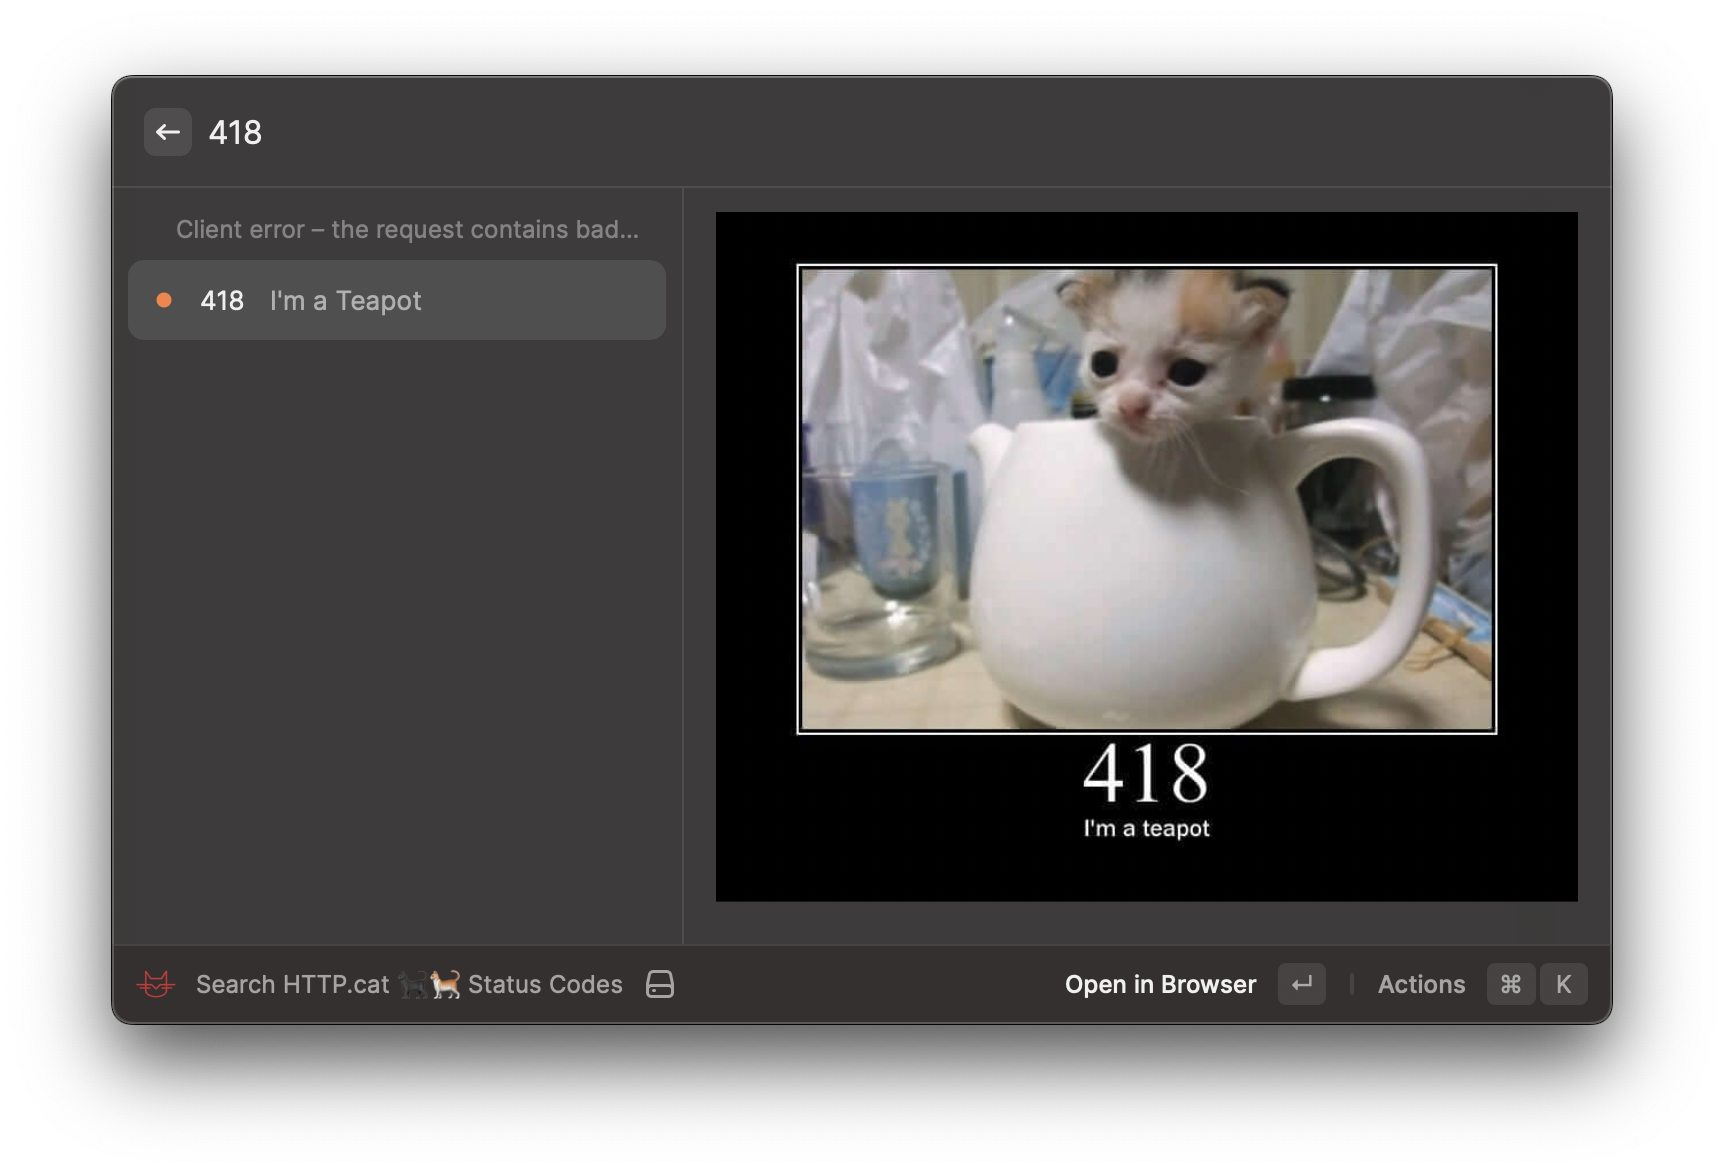 418
Client error – the request contains bad...
418 I'm a Teapot
418
I'm a teapot
Search HTTP.cat 🐈‍⬛🐈 Status Codes
Open in Browser ↵
Actions ⌘ K